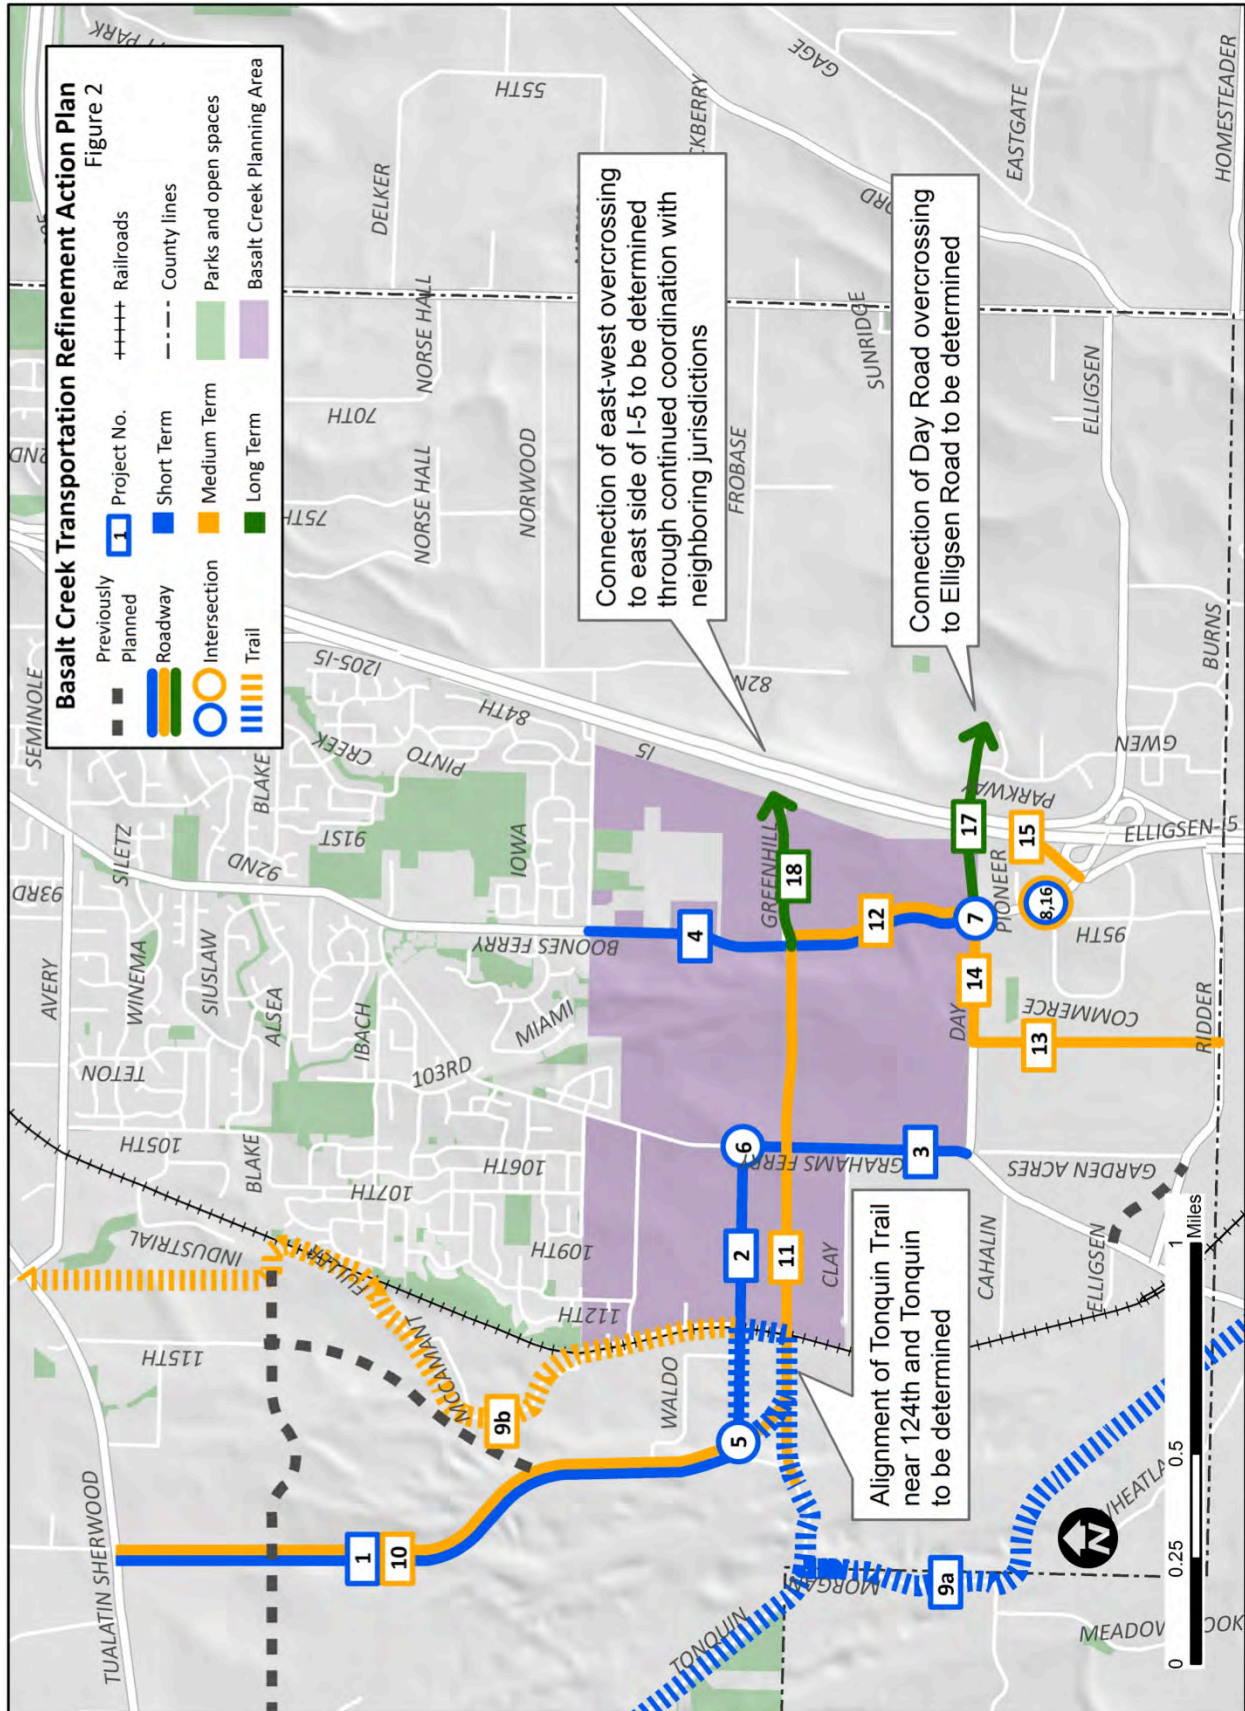 Basalt Creek Transportation Refinement Action Plan
Figure 2
Previously
Planned
Roadway
Intersection
Trail
1 Project No.
Short Term
Medium Term
Long Term
Railroads
County lines
Parks and open spaces
Basalt Creek Planning Area
Connection of east-west overcrossing
to east side of I-5 to be determined
through continued coordination with
neighboring jurisdictions
Connection of Day Road overcrossing
to Elligsen Road to be determined
Alignment of Tonquin Trail
near 124th and Tonquin
to be determined
TUALATIN SHERWOOD
115TH
INDUSTRIAL
AVERY
TETON
105TH
BLAKE
107TH
106TH
109TH
112TH
MCCAMANT
WALDO
93RD
SEMINOLE
SILETZ
WINEMA
SIUSLAW
ALSEA
IBACH
92ND
BLAKE
91ST
CREEK
PINTO
84TH
I205-I5
IOWA
103RD
MIAMI
BOONES FERRY
I5
75TH
70TH
NORSE HALL
NORSE HALL
NORWOOD
DELKER
55TH
GAGE
CKBERRY
EASTGATE
HOMESTEADER
FROBASE
SUNRIDGE
ELLIGSEN
BURNS
GWEN
PARKWAY
ELLIGSEN-I5
PIONEER
95TH
COMMERCE
DAY
RIDDER
GREENHILL
GRAHAMS FERRY
CLAY
CAHALIN
GARDEN ACRES
ELLIGSEN
TONQUIN
MORGAN
1
10
9b
5
2
11
6
3
4
18
12
7
17
14
13
15
8,16
9a
N
0
0.25
0.5
1
Miles